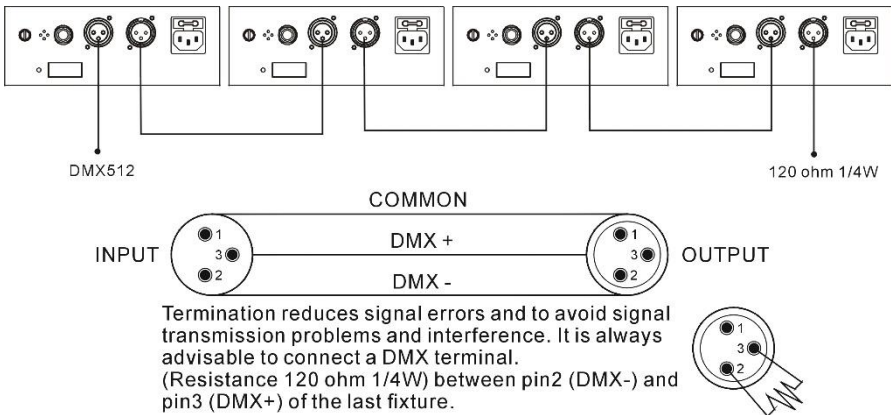 DMX512
120 ohm 1/4W
COMMON
INPUT
1
3
2
DMX +
DMX -
1
3
2
OUTPUT
Termination reduces signal errors and to avoid signal
transmission problems and interference. It is always
advisable to connect a DMX terminal.
(Resistance 120 ohm 1/4W) between pin2 (DMX-) and
pin3 (DMX+) of the last fixture.
1
3
2